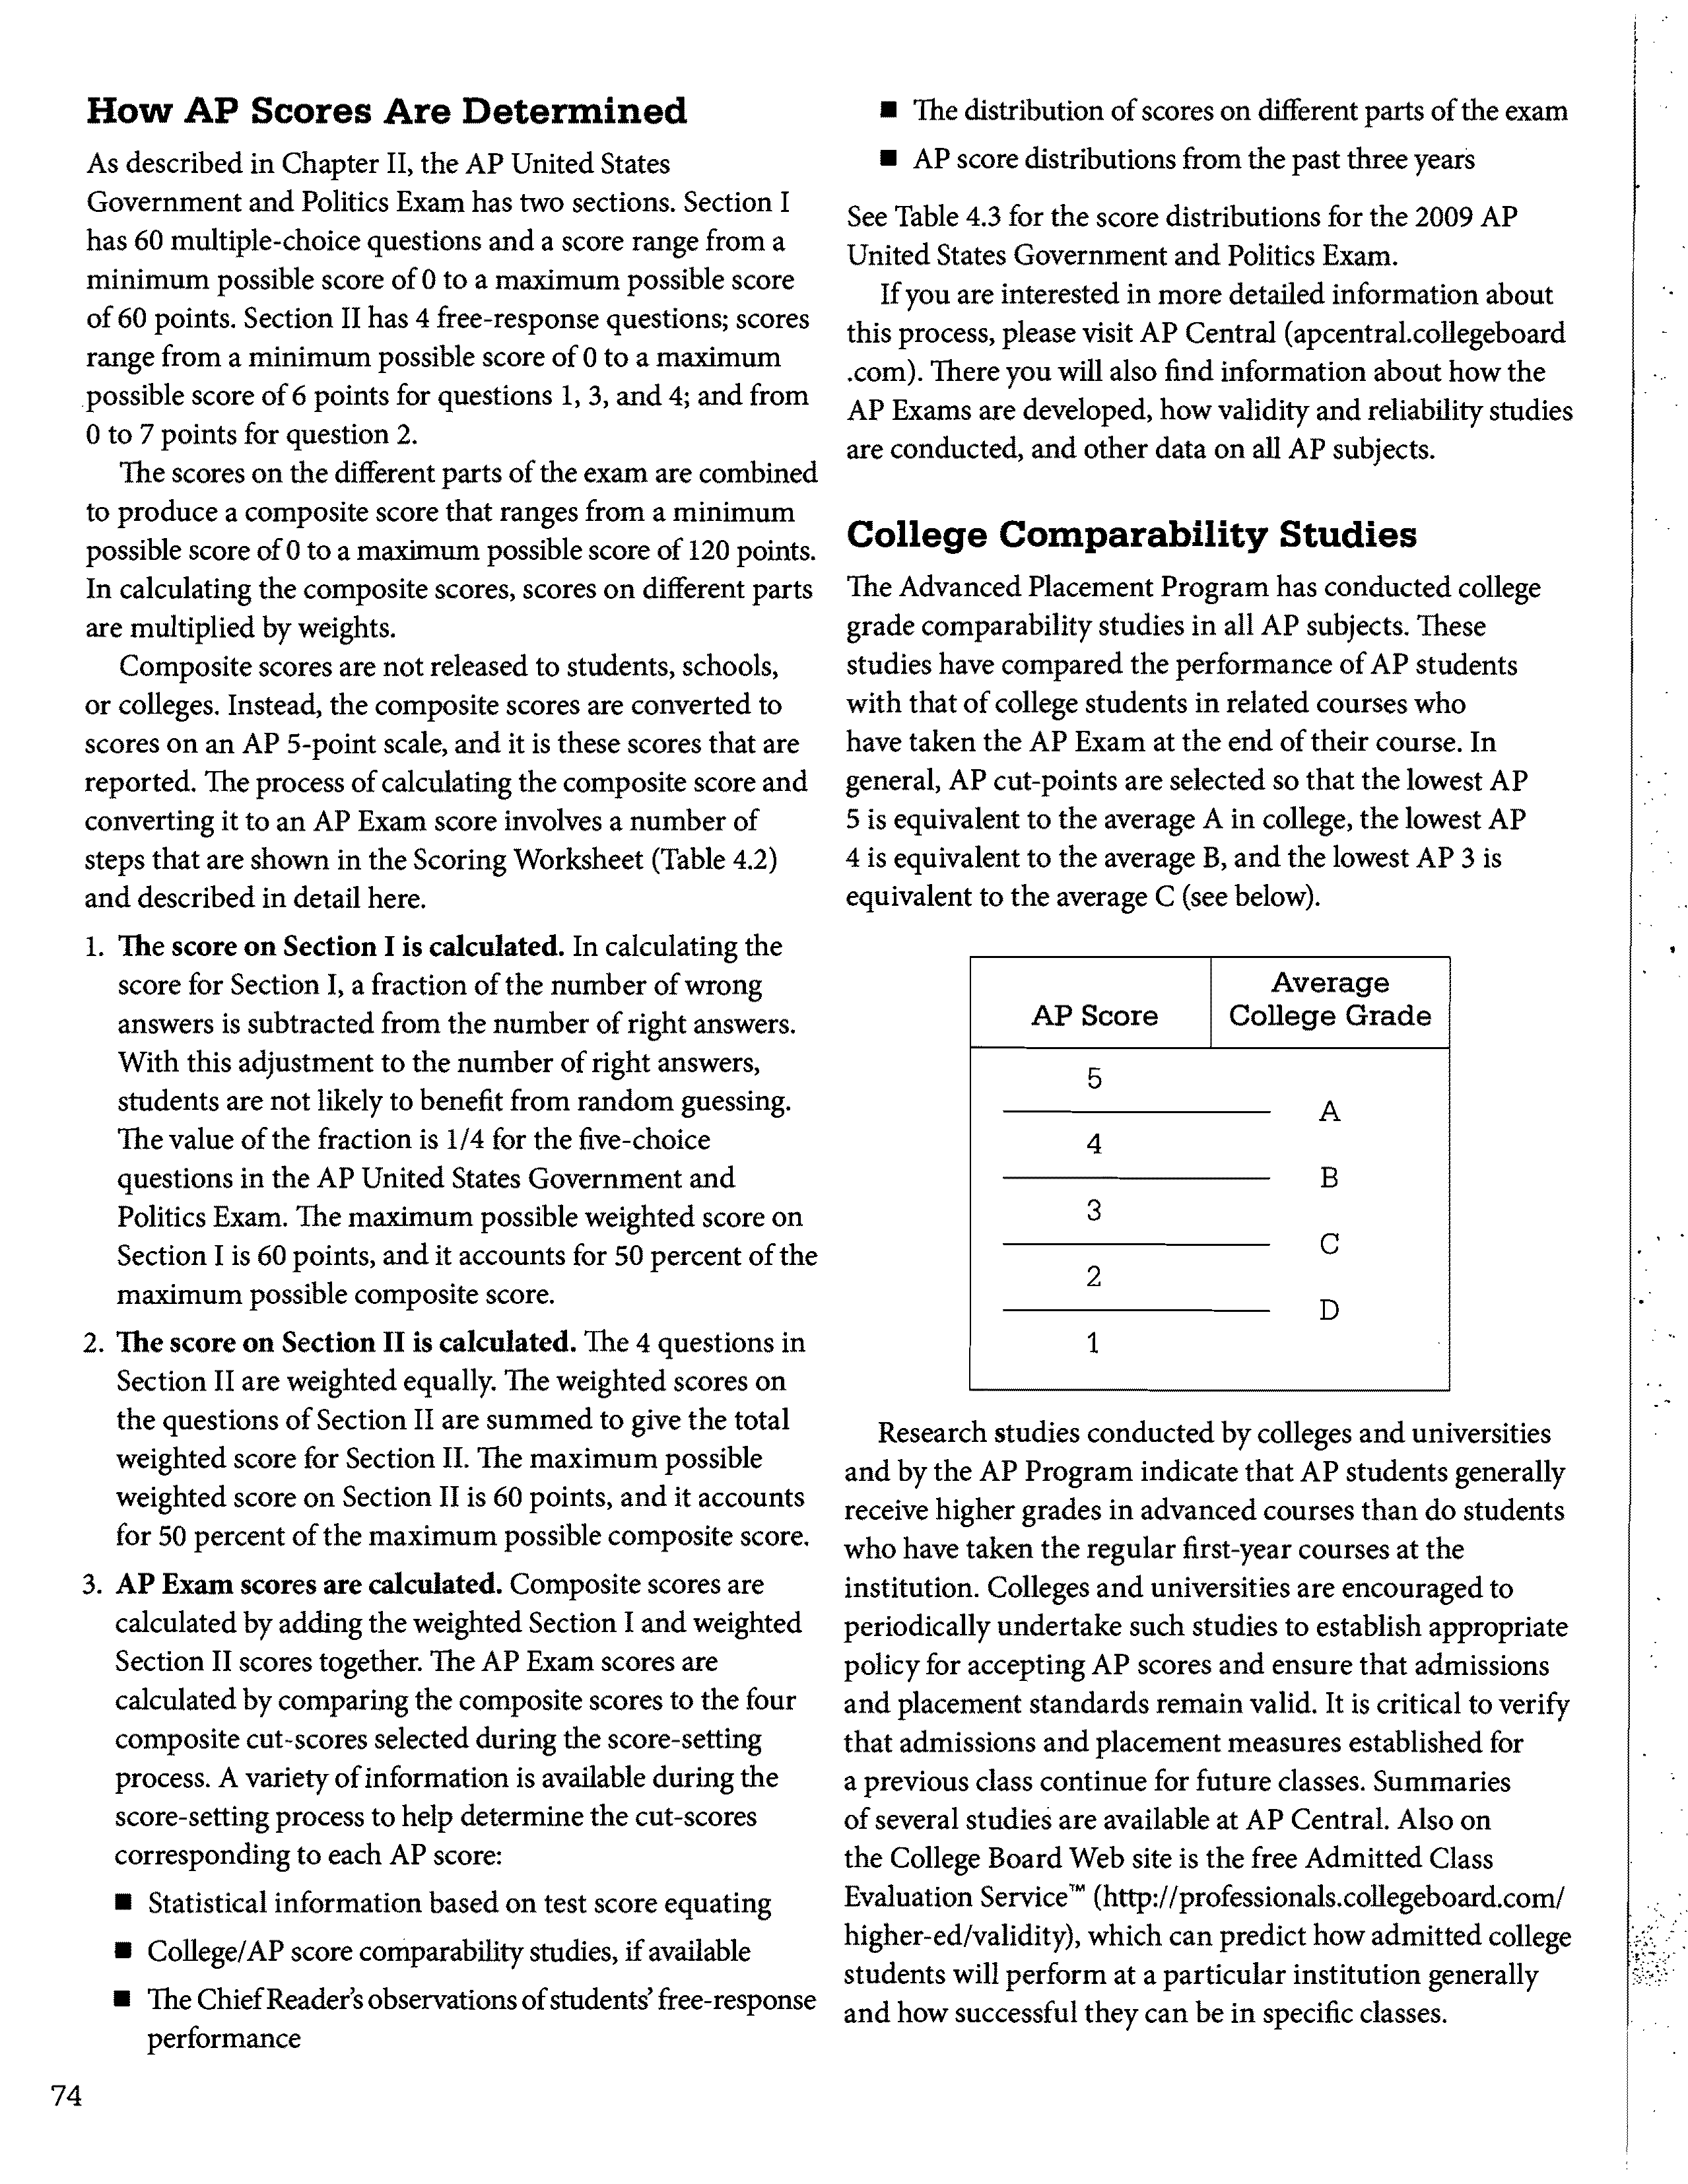 How AP Scores Are Determined
As described in Chapter II, the AP United States
Government and Politics Exam has two sections. Section I
has 60 multiple-choice questions and a score range from a
minimum possible score of 0 to a maximum possible score
of 60 points. Section II has 4 free-response questions; scores
range from a minimum possible score of 0 to a maximum
possible score of 6 points for questions 1, 3, and 4; and from
0 to 7 points for question 2.
The scores on the different parts of the exam are combined
to produce a composite score that ranges from a minimum
possible score of 0 to a maximum possible score of 120 points.
In calculating the composite scores, scores on different parts
are multiplied by weights.
Composite scores are not released to students, schools,
or colleges. Instead, the composite scores are converted to
scores on an AP 5-point scale, and it is these scores that are
reported. The process of calculating the composite score and
converting it to an AP Exam score involves a number of
steps that are shown in the Scoring Worksheet (Table 4.2)
and described in detail here.
1. The score on Section I is calculated. In calculating the
score for Section I, a fraction of the number of wrong
answers is subtracted from the number of right answers.
With this adjustment to the number of right answers,
students are not likely to benefit from random guessing.
The value of the fraction is 1/4 for the five-choice
questions in the AP United States Government and
Politics Exam. The maximum possible weighted score on
Section I is 60 points, and it accounts for 50 percent of the
maximum possible composite score.
2. The score on Section II is calculated. The 4 questions in
Section II are weighted equally. The weighted scores on
the questions of Section II are summed to give the total
weighted score for Section II. The maximum possible
weighted score on Section II is 60 points, and it accounts
for 50 percent of the maximum possible composite score.
3. AP Exam scores are calculated. Composite scores are
calculated by adding the weighted Section I and weighted
Section II scores together. The AP Exam scores are
calculated by comparing the composite scores to the four
composite cut-scores selected during the score-setting
process. A variety of information is available during the
score-setting process to help determine the cut-scores
corresponding to each AP score:
■ Statistical information based on test score equating
■ College/AP score comparability studies, if available
■ The Chief Reader's observations of students' free-response
performance
74
■ The distribution of scores on different parts of the exam
■ AP score distributions from the past three years
See Table 4.3 for the score distributions for the 2009 AP
United States Government and Politics Exam.
If you are interested in more detailed information about
this process, please visit AP Central (apcentral.collegeboard
.com). There you will also find information about how the
AP Exams are developed, how validity and reliability studies
are conducted, and other data on all AP subjects.
College Comparability Studies
The Advanced Placement Program has conducted college
grade comparability studies in all AP subjects. These
studies have compared the performance of AP students
with that of college students in related courses who
have taken the AP Exam at the end of their course. In
general, AP cut-points are selected so that the lowest AP
5 is equivalent to the average A in college, the lowest AP
4 is equivalent to the average B, and the lowest AP 3 is
equivalent to the average C (see below).
Average
AP Score College Grade
5
A
4
B
3
C
2
D
1
Research studies conducted by colleges and universities
and by the AP Program indicate that AP students generally
receive higher grades in advanced courses than do students
who have taken the regular first-year courses at the
institution. Colleges and universities are encouraged to
periodically undertake such studies to establish appropriate
policy for accepting AP scores and ensure that admissions
and placement standards remain valid. It is critical to verify
that admissions and placement measures established for
a previous class continue for future classes. Summaries
of several studies are available at AP Central. Also on
the College Board Web site is the free Admitted Class
Evaluation Service™ (http://professionals.collegeboard.com/
higher-ed/validity), which can predict how admitted college
students will perform at a particular institution generally
and how successful they can be in specific classes.